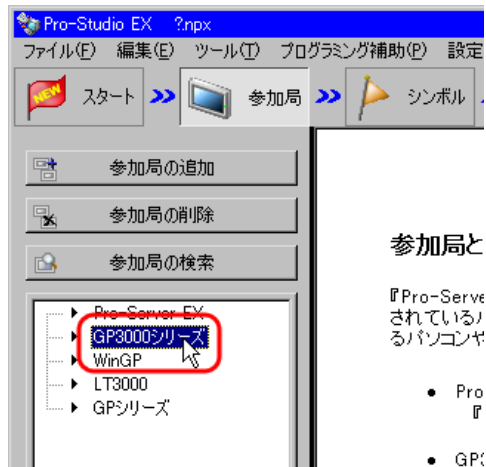 Pro-Studio EX ?.npx
ファイル(F) 編集(E) ツール(T) プログラミング補助(P) 設定
NEW スタート 参加局 シンボル
参加局の追加
参加局の削除
参加局の検索
Pro-Server EX
GP3000シリーズ
WinGP
LT3000
GPシリーズ
参加局と
『Pro-Serve
されている
るパソコンや
• Pro
『
• GP3